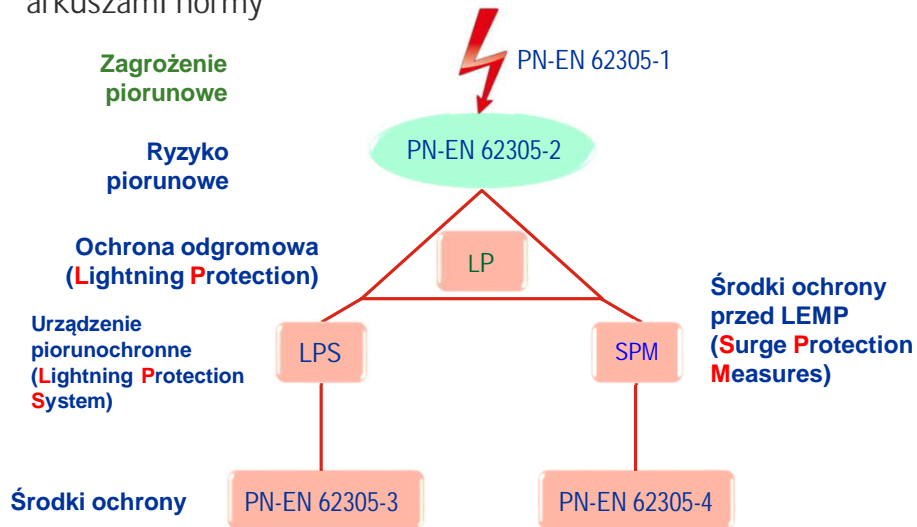 arkuszami normy
Zagrożenie
piorunowe
PN-EN 62305-1
Ryzyko
piorunowe
PN-EN 62305-2
Ochrona odgromowa
(Lightning Protection)
LP
Urządzenie
piorunochronne
(Lightning Protection
System)
LPS
SPM
Środki ochrony
przed LEMP
(Surge Protection
Measures)
Środki ochrony
PN-EN 62305-3
PN-EN 62305-4